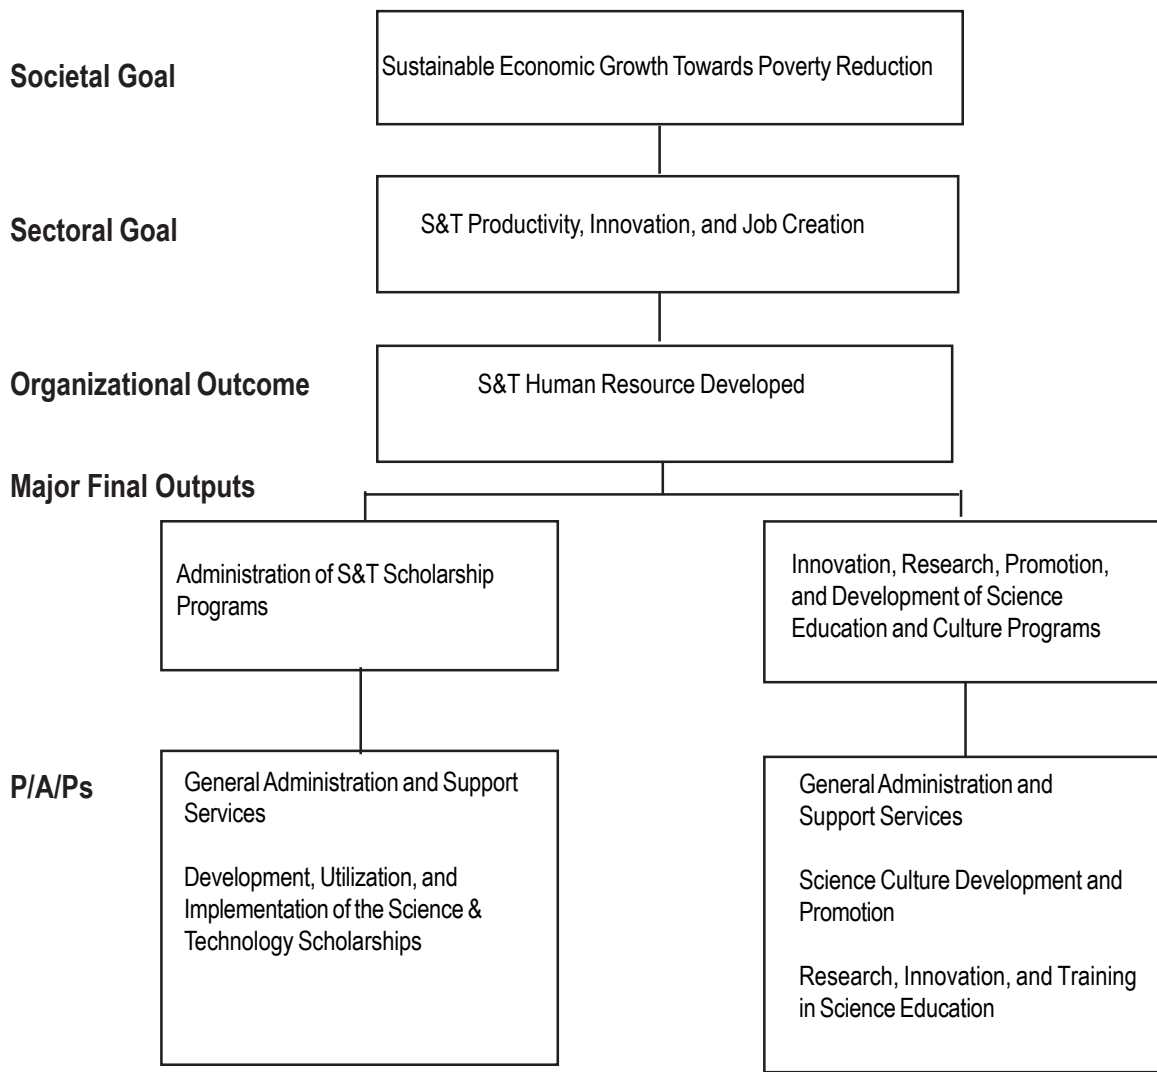 Societal Goal
Sustainable Economic Growth Towards Poverty Reduction
Sectoral Goal
S&T Productivity, Innovation, and Job Creation
Organizational Outcome
S&T Human Resource Developed
Major Final Outputs
Administration of S&T Scholarship
Programs
Innovation, Research, Promotion,
and Development of Science
Education and Culture Programs
P/A/Ps
General Administration and Support
Services
Development, Utilization, and
Implementation of the Science &
Technology Scholarships
General Administration and
Support Services
Science Culture Development and
Promotion
Research, Innovation, and Training
in Science Education